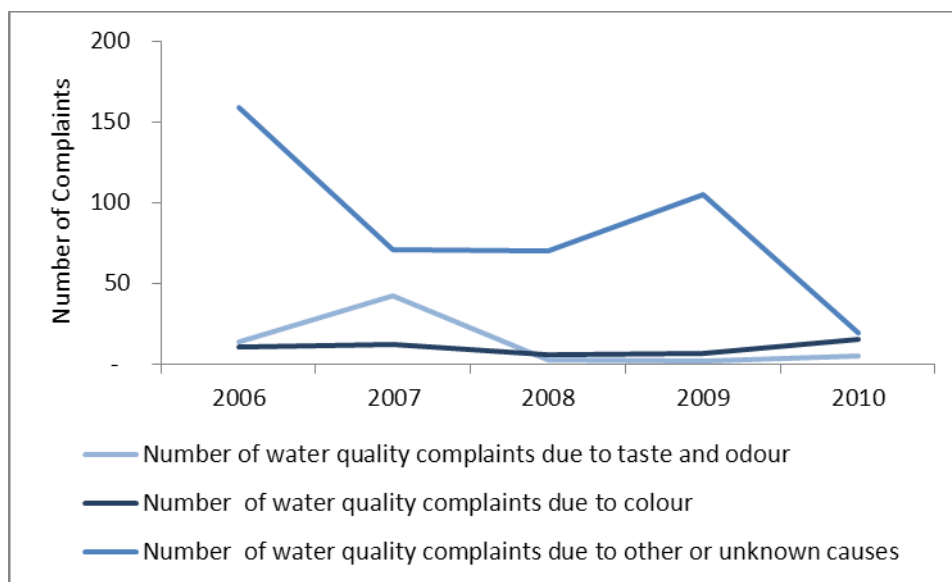 200
150
100
50
-
Number of Complaints
2006 2007 2008 2009 2010
Number of water quality complaints due to taste and odour
Number  of water quality complaints due to colour
Number  of water quality complaints due to other or unknown causes